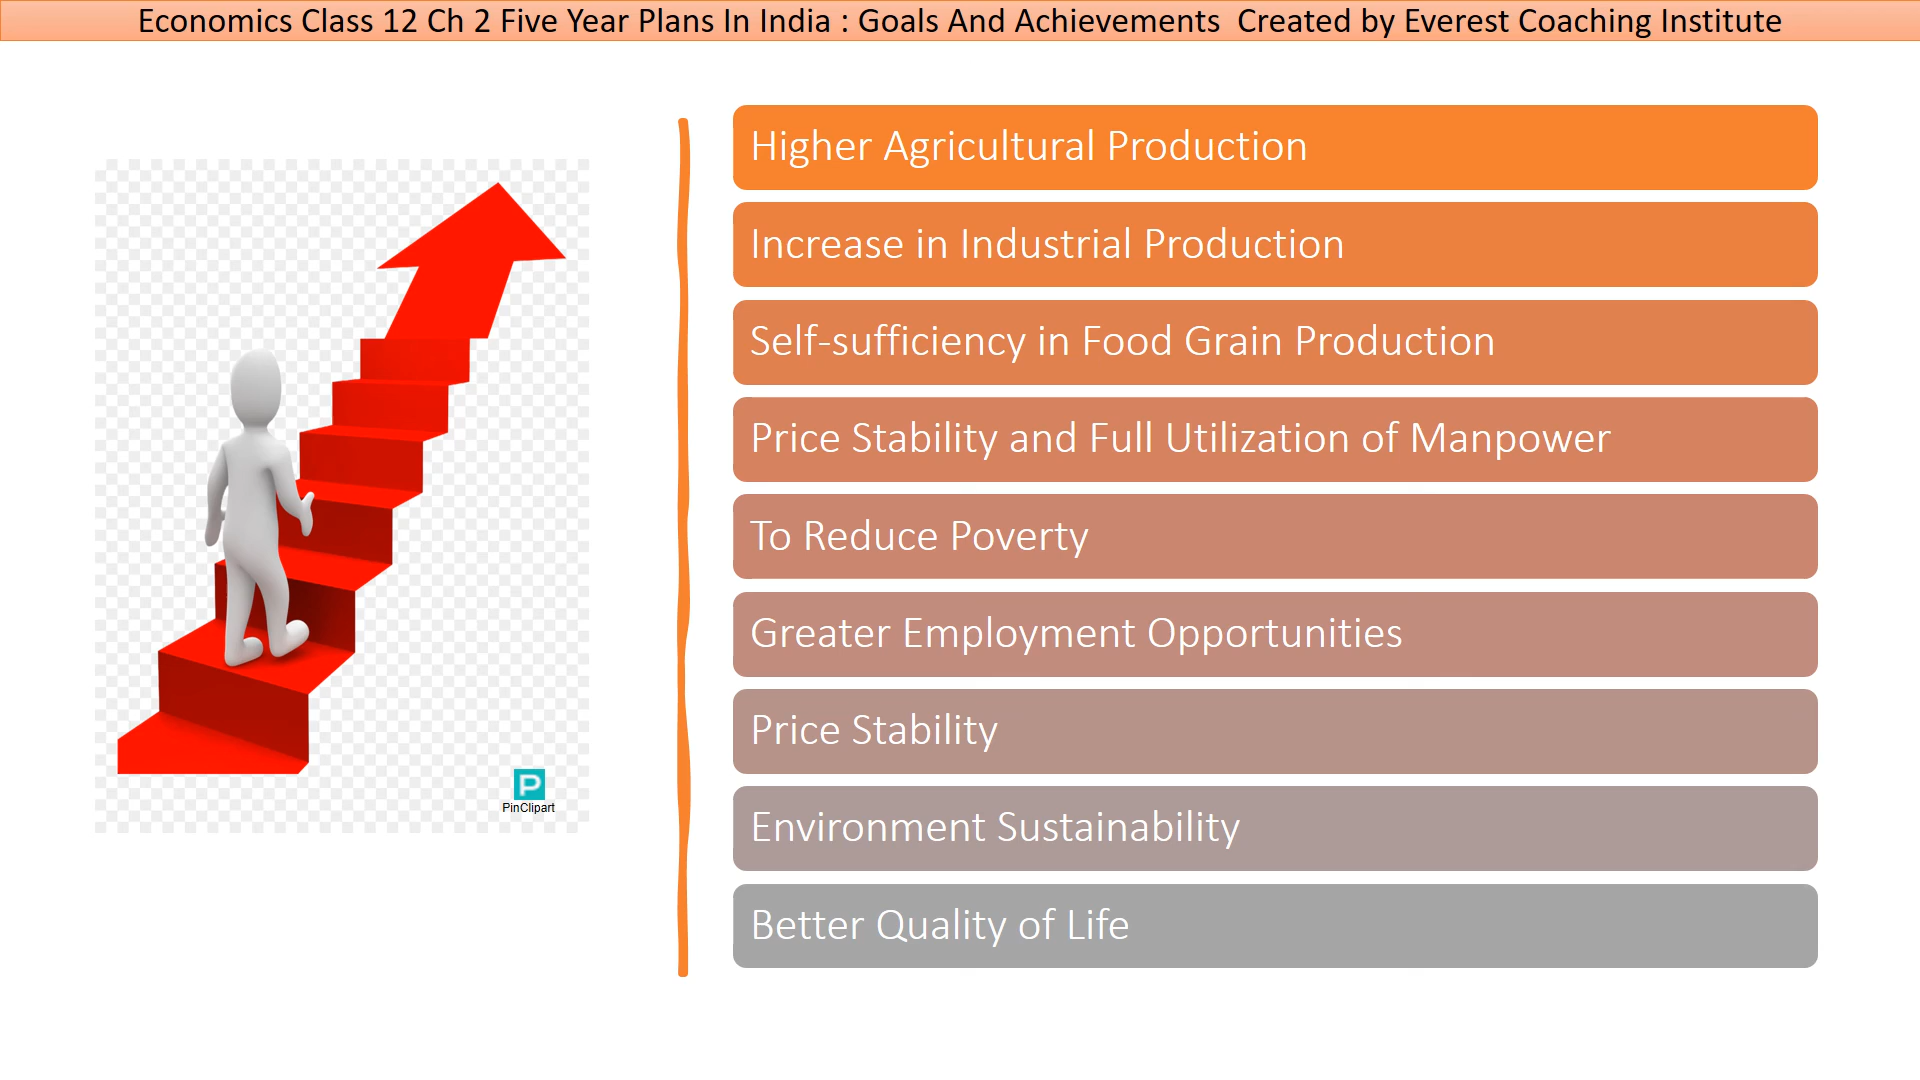 Economics Class 12 Ch 2 Five Year Plans In India : Goals And Achievements  Created by Everest Coaching Institute
Higher Agricultural Production
Increase in Industrial Production
Self-sufficiency in Food Grain Production
Price Stability and Full Utilization of Manpower
To Reduce Poverty
Greater Employment Opportunities
Price Stability
Environment Sustainability
Better Quality of Life
P
PinClipart